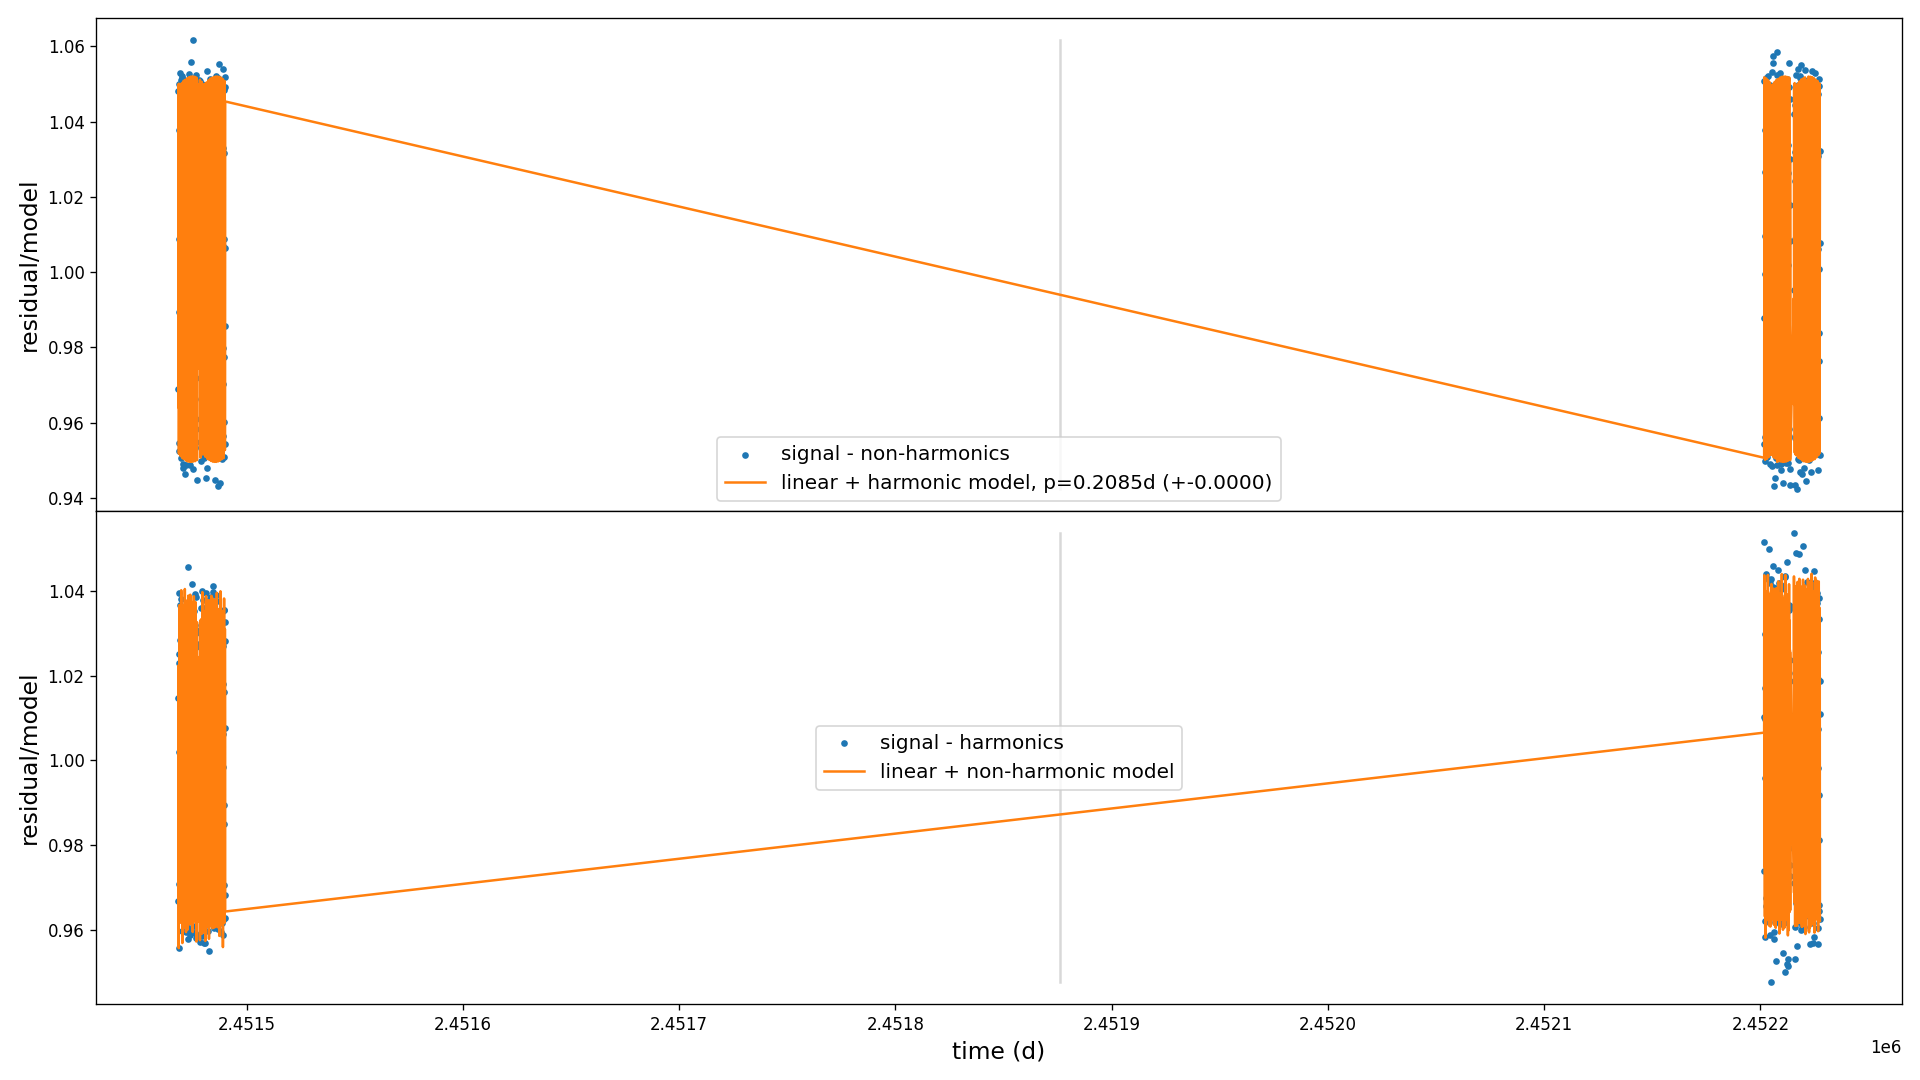 1.06
1.04
1.02
1.00
0.98
0.96
0.94
residual/model
signal - non-harmonics
linear + harmonic model, p=0.2085d (+-0.0000)
1.04
1.02
1.00
0.98
0.96
residual/model
signal - harmonics
linear + non-harmonic model
2.4515 2.4516 2.4517 2.4518 2.4519 2.4520 2.4521 2.4522
1e6
time (d)